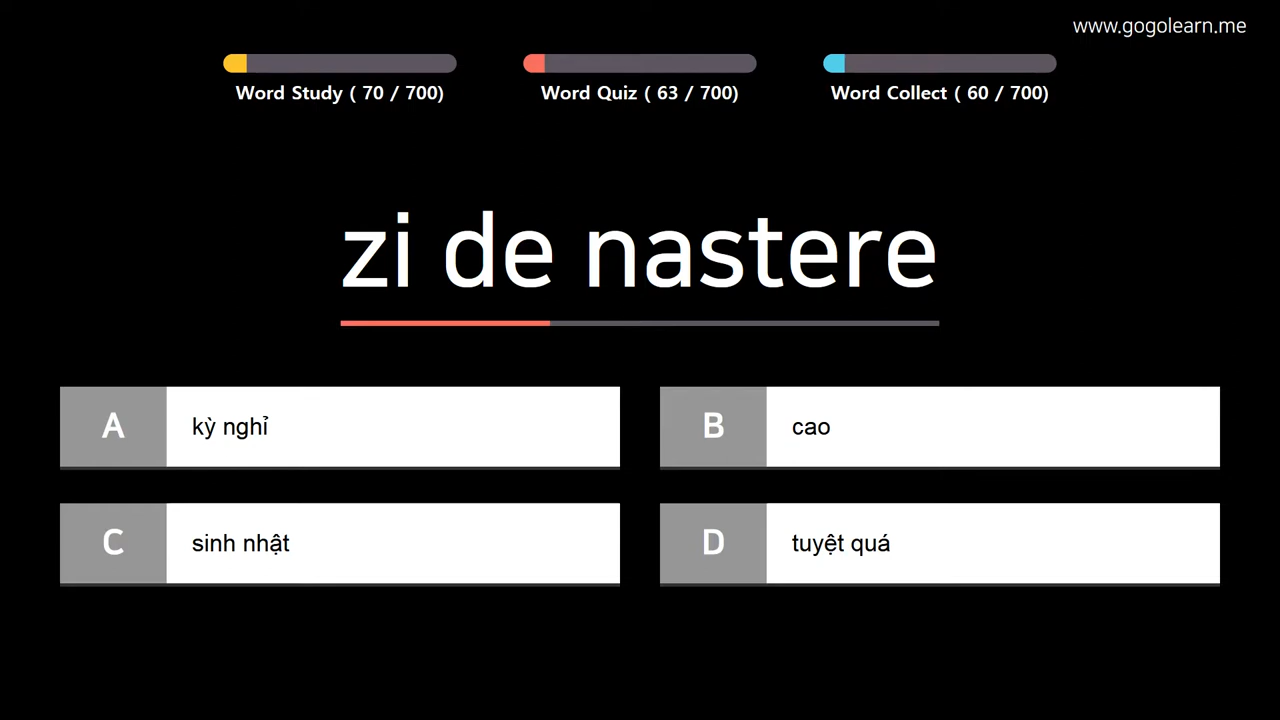 www.gogolearn.me
Word Study ( 70 / 700)
Word Quiz ( 63 / 700)
Word Collect ( 60 / 700)
zi de nastere
A kỳ nghỉ
B cao
C sinh nhật
D tuyệt quá